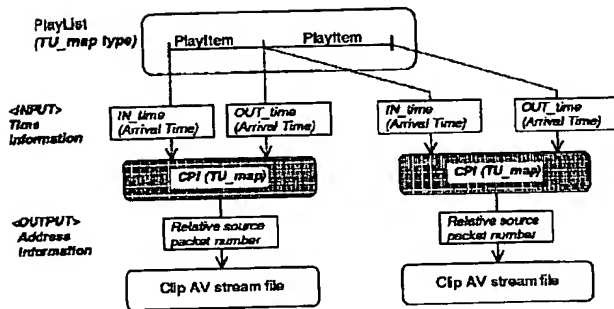 PlayList
(TU_map type)
PlayItem
PlayItem
<INPUT>
Time
Information
IN_time
(Arrival Time)
OUT_time
(Arrival Time)
IN_time
(Arrival Time)
OUT_time
(Arrival Time)
CPI (TU_map)
CPI (TU_map)
<OUTPUT>
Address
Information
Relative source
packet number
Relative source
packet number
Clip AV stream file
Clip AV stream file